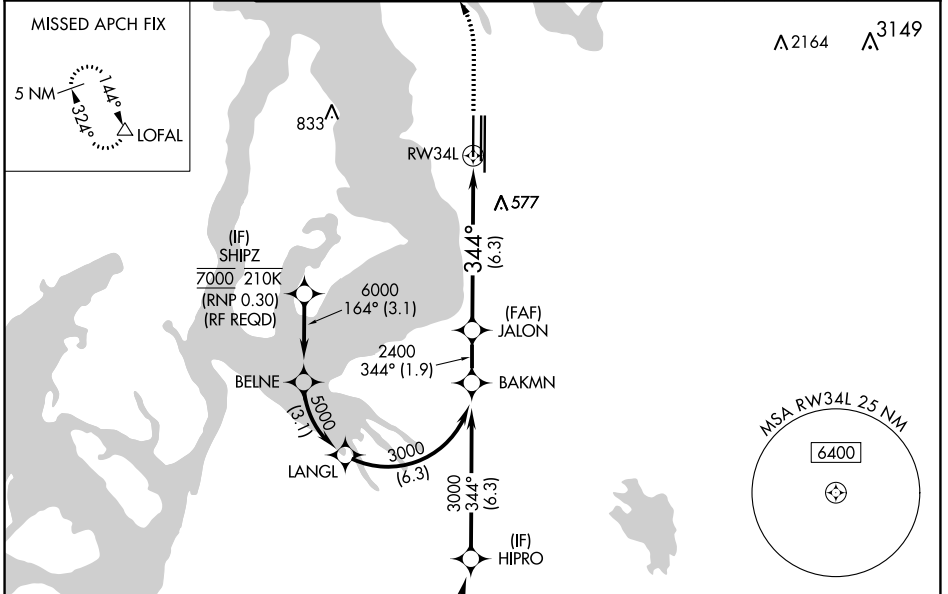 MISSED APCH FIX
5 NM
144°
324°
LOFAL
2164
3149
833
RW34L
577
344°
(6.3)
(IF)
SHIPZ
7000 210K
(RNP 0.30)
(RF REQD)
6000
164° (3.1)
(FAF)
JALON
2400
344° (1.9)
BELNE
BAKMN
5000
(3.1)
LANGL
3000
(6.3)
3000
344°
(6.3)
(IF)
HIPRO
MSA RW34L 25 NM
6400